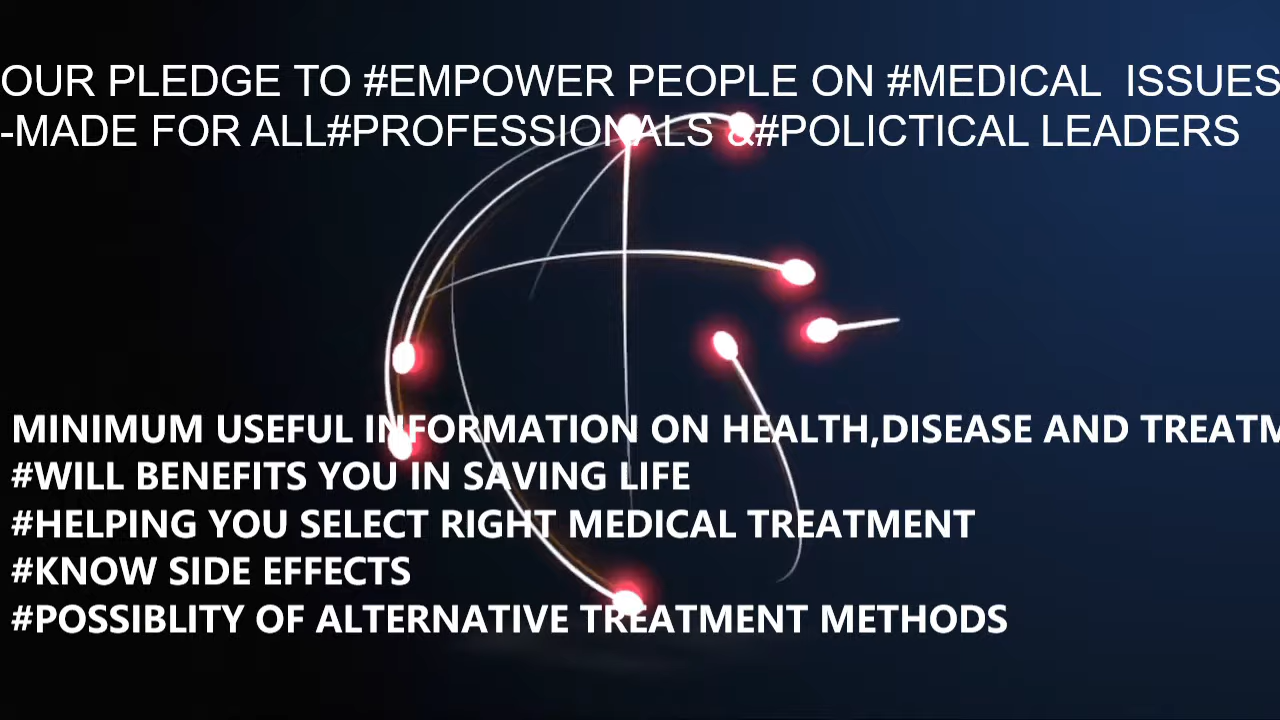 OUR PLEDGE TO #EMPOWER PEOPLE ON #MEDICAL ISSUES
-MADE FOR ALL#PROFESSIONALS &#POLICTICAL LEADERS
MINIMUM USEFUL INFORMATION ON HEALTH,DISEASE AND
#WILL BENEFITS YOU IN SAVING LIFE
#HELPING YOU SELECT RIGHT MEDICAL TREATMENT
#KNOW SIDE EFFECTS
#POSSIBLITY OF ALTERNATIVE TREATMENT METHODS